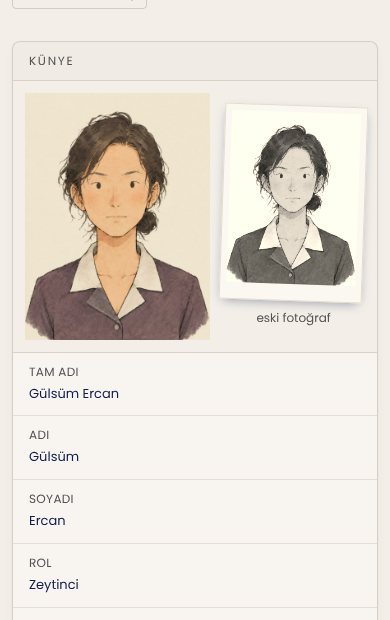 KÜNYE
eski fotoğraf
TAM ADI
Gülsüm Ercan
ADI
Gülsüm
SOYADI
Ercan
ROL
Zeytinci